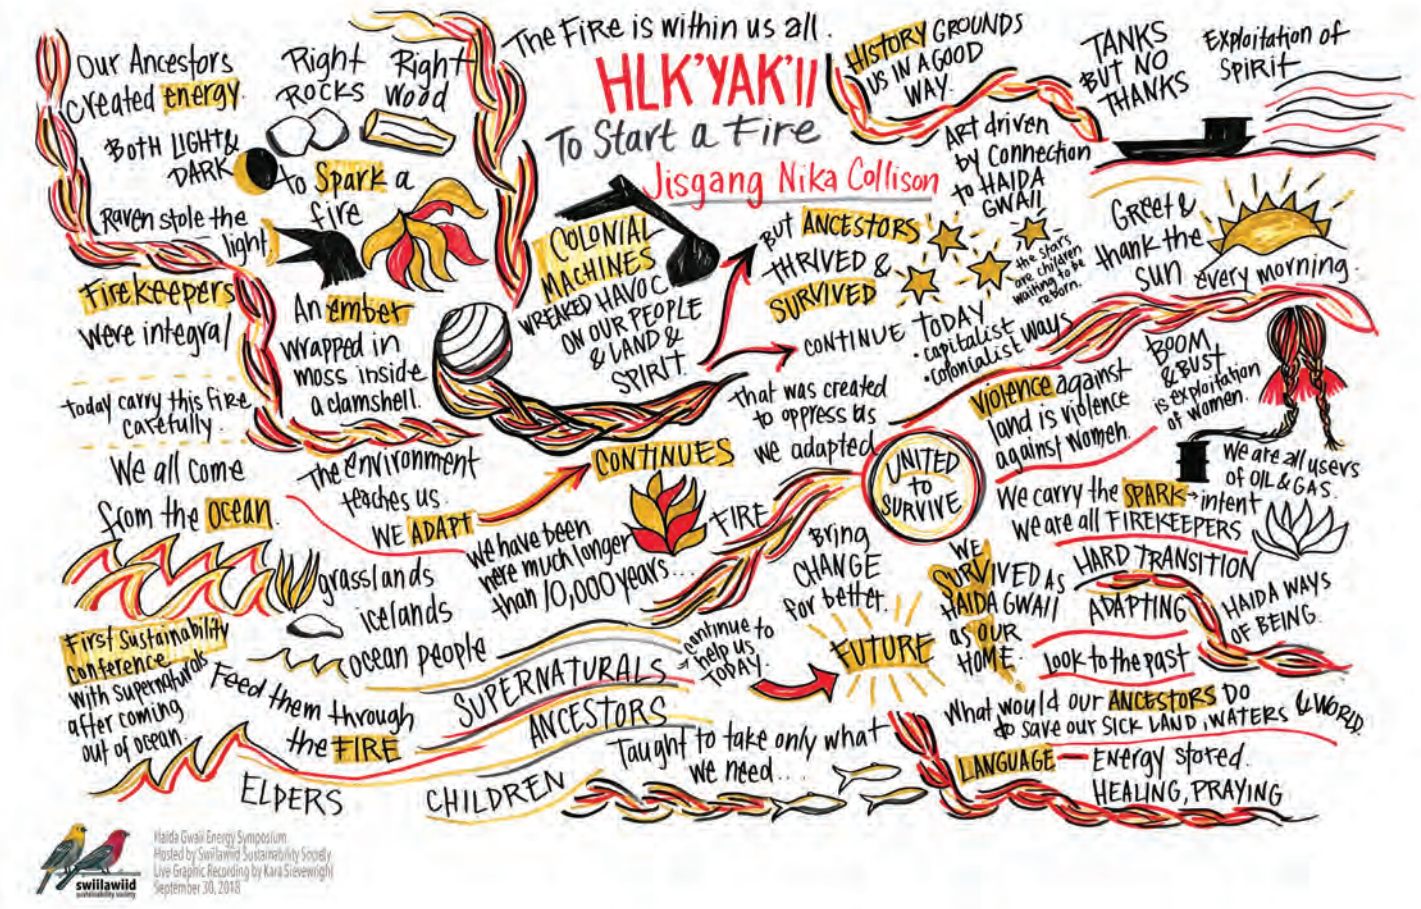 The Fire is within us all.
HLK'YAK'II
To Start a Fire
Jisgang Nika Collison
Our Ancestors
created energy.
BOTH LIGHT &
DARK
Raven stole the
light
Right
ROCKS
Right
Wood
to Spark a
fire
Firekeepers
were integral
An ember
wrapped in
moss inside
a clamshell.
today carry this fire
carefully.
COLONIAL
MACHINES
WREAKED HAVOC
ON OUR PEOPLE
& LAND &
SPIRIT
BUT ANCESTORS
THRIVED &
SURVIVED
CONTINUE TODAY
• capitalist
• colonialist ways
that was created
to oppress us
we adapted
HISTORY GROUNDS
US IN A GOOD
WAY.
ART driven
by Connection
to HAIDA
GWAII
the stars
are children
waiting to be
reborn.
TANKS
BUT NO
THANKS
Exploitation of
SPIRIT
Greet &
thank the
sun every morning.
Violence against
land is violence
against women.
BOOM
& BUST
is exploitation
of women.
We are all users
of OIL & GAS.
We carry the SPARK → intent
We are all FIREKEEPERS
UNITED
to
SURVIVE
We all come
from the ocean.
The environment
teaches us.
WE ADAPT
CONTINUES
We have been
here much longer
than 10,000 years...
FIRE
Bring
CHANGE
for better.
WE
SURVIVED AS
HAIDA GWAII
as OUR
HOME.
HARD TRANSITION
ADAPTING
HAIDA WAYS
OF BEING.
Look to the past
grasslands
icelands
ocean people
First Sustainability
Conference
with supernaturals
after coming
out of ocean.
Feed them through
the FIRE
SUPERNATURALS
ANCESTORS
continue to
help us
TODAY.
FUTURE
ELDERS
CHILDREN
Taught to take only what
we need...
What would our ANCESTORS DO
to save our SICK LAND, WATERS & WORLD.
LANGUAGE — Energy stored.
HEALING, PRAYING
swiilawiid
sustainability society
Haida Gwaii Energy Symposium
Hosted by Swiilawiid Sustainability Society
Live Graphic Recording by Kara Sievewright
September 30, 2018